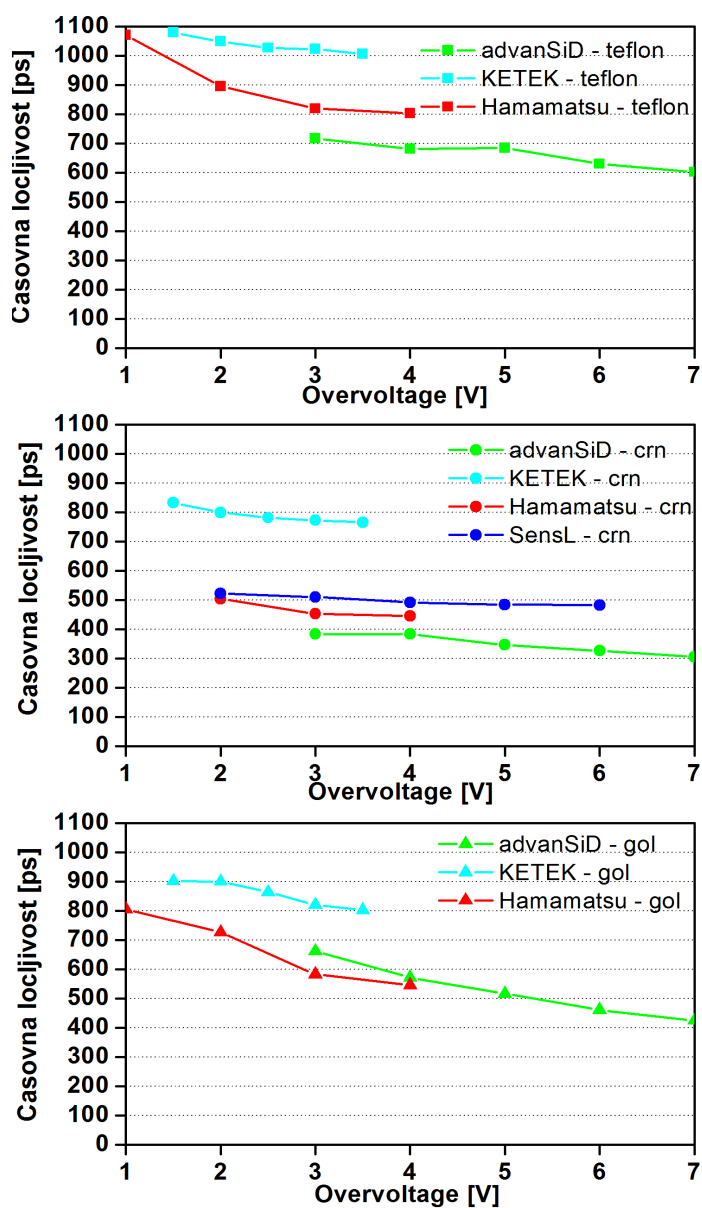 1100
1000
900
800
700
600
500
400
300
200
100
0
Casovna locljivost [ps]
advanSiD - teflon
KETEK - teflon
Hamamatsu - teflon
1 2 3 4 5 6 7
Overvoltage [V]
1100
1000
900
800
700
600
500
400
300
200
100
0
Casovna locljivost [ps]
advanSiD - crn
KETEK - crn
Hamamatsu - crn
SensL - crn
1 2 3 4 5 6 7
Overvoltage [V]
1100
1000
900
800
700
600
500
400
300
200
100
0
Casovna locljivost [ps]
advanSiD - gol
KETEK - gol
Hamamatsu - gol
1 2 3 4 5 6 7
Overvoltage [V]